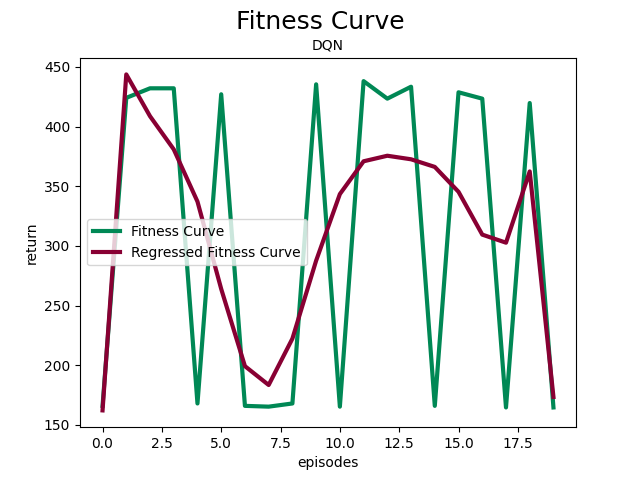 Fitness Curve
DQN
450
400
350
300
250
200
150
return
Fitness Curve
Regressed Fitness Curve
0.0 2.5 5.0 7.5 10.0 12.5 15.0 17.5
episodes